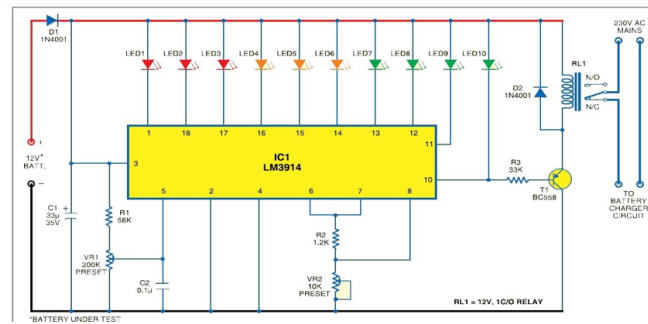 D1
1N4001
230V AC
MAINS
LED1
LED2
LED3
LED4
LED5
LED6
LED7
LED8
LED9
LED10
RL1
N/O
N/C
D2
1N4001
1
18
17
16
15
14
13
12
11
IC1
LM3914
+
12V*
BATT.
−
3
10
R3
33K
T1
BC558
TO
BATTERY
CHARGER
CIRCUIT
5
2
4
6
7
8
+
C1
33µ
35V
R1
56K
VR1
200K
PRESET
C2
0.1µ
R2
1.2K
VR2
10K
PRESET
*BATTERY UNDER TEST
RL1 = 12V, 1C/O RELAY